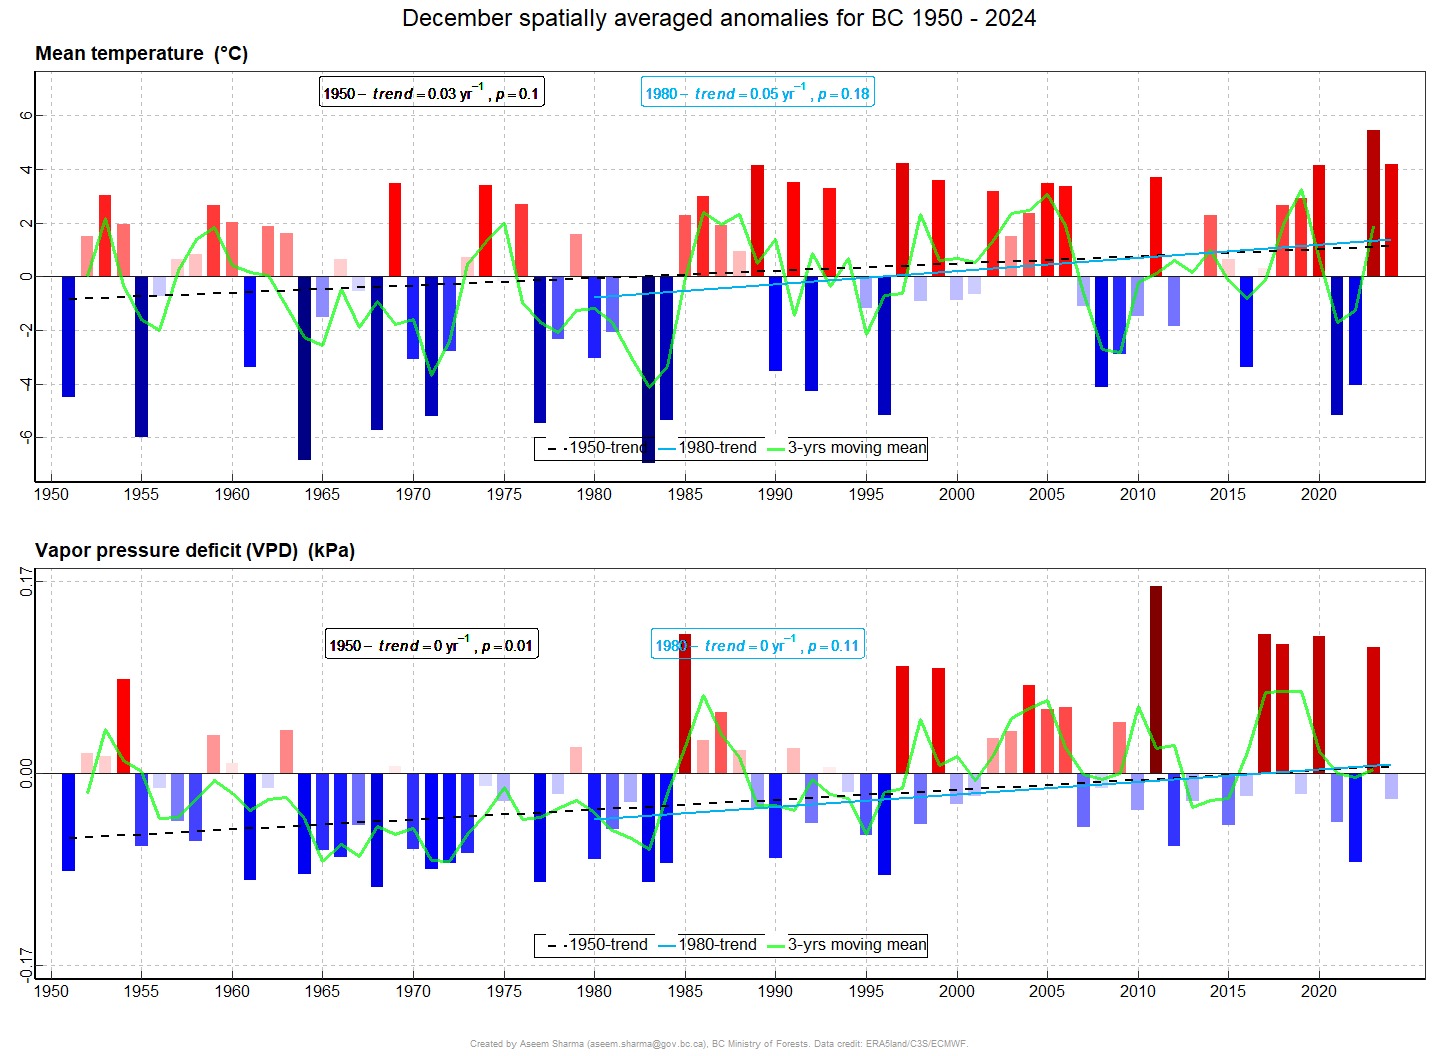 December spatially averaged anomalies for BC 1950 - 2024
Mean temperature (°C)
1950 − trend = 0.03 yr⁻¹ , p = 0.1
1980 − trend = 0.05 yr⁻¹ , p = 0.18
6
4
2
0
-2
-4
-6
1950-trend 1980-trend 3-yrs moving mean
1950 1955 1960 1965 1970 1975 1980 1985 1990 1995 2000 2005 2010 2015 2020
Vapor pressure deficit (VPD) (kPa)
0.17
1950 − trend = 0 yr⁻¹ , p = 0.01
1980 − trend = 0 yr⁻¹ , p = 0.11
0.00
-0.17
1950-trend 1980-trend 3-yrs moving mean
1950 1955 1960 1965 1970 1975 1980 1985 1990 1995 2000 2005 2010 2015 2020
Created by Aseem Sharma (aseem.sharma@gov.bc.ca), BC Ministry of Forests. Data credit: ERA5land/C3S/ECMWF.